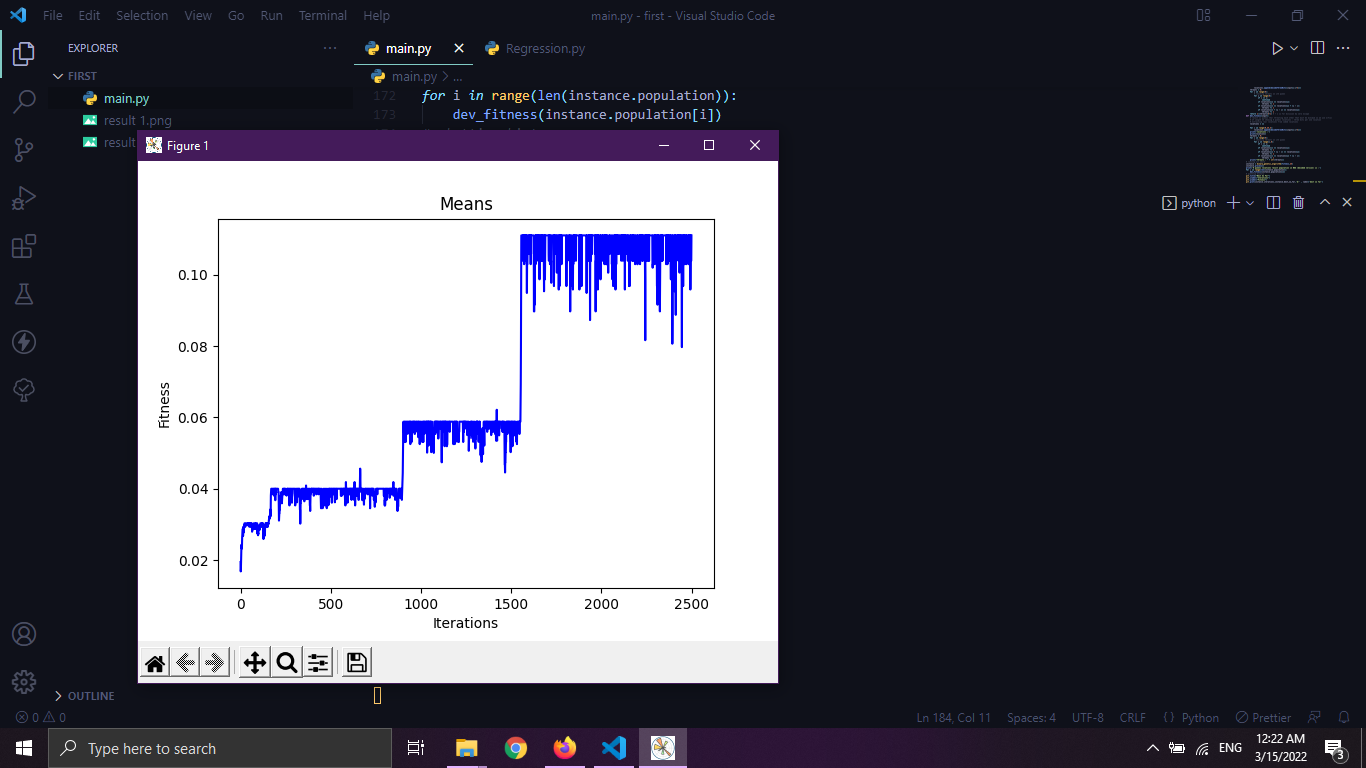 File Edit Selection View Go Run Terminal Help main.py - first - Visual Studio Code
EXPLORER
main.py
Regression.py
FIRST
main.py
result 1.png
result
main.py > ...
172 for i in range(len(instance.population)):
173 dev_fitness(instance.population[i])
python
Figure 1
Means
0.10
0.08
0.06
0.04
0.02
Fitness
0 500 1000 1500 2000 2500
Iterations
OUTLINE
0 0 Ln 184, Col 11 Spaces: 4 UTF-8 CRLF Python Prettier
Type here to search
ENG
12:22 AM
3/15/2022
3